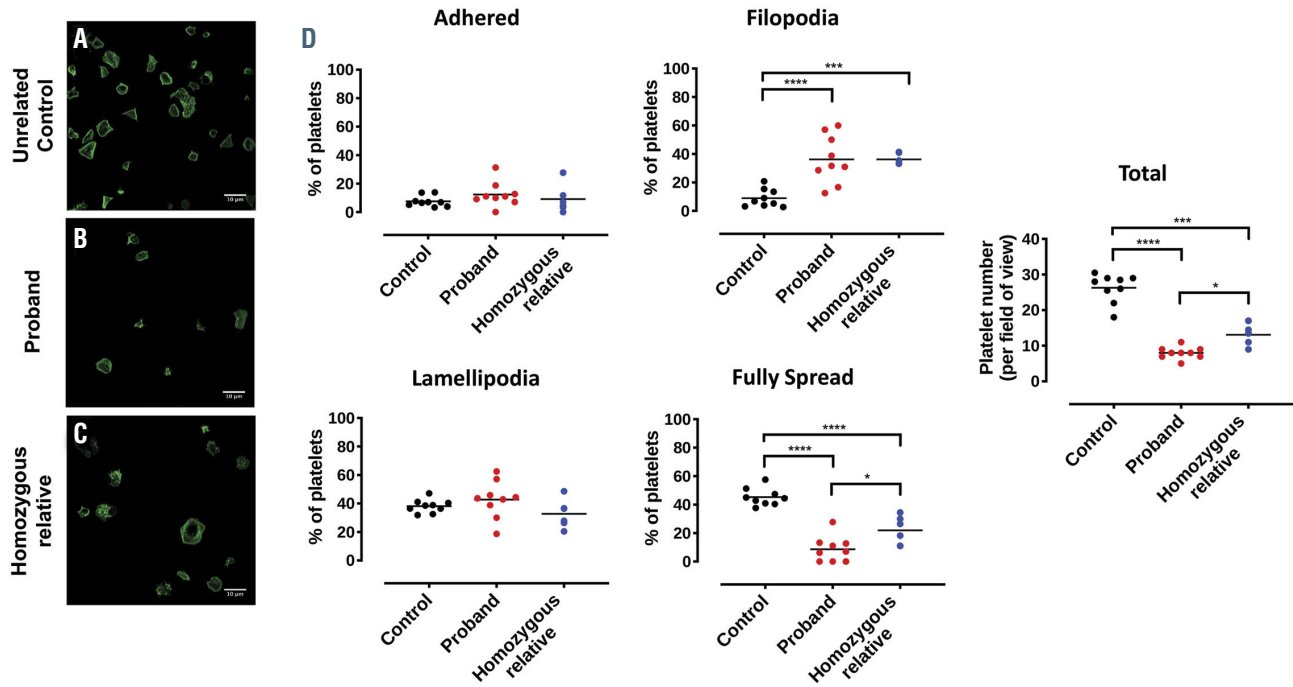 A
Unrelated
Control
10 µm
B
Proband
10 µm
C
Homozygous
relative
10 µm
D
Adhered
% of platelets
100
80
60
40
20
0
Control
Proband
Homozygous
relative
Filopodia
% of platelets
100
80
60
40
20
0
***
****
Control
Proband
Homozygous
relative
Lamellipodia
% of platelets
100
80
60
40
20
0
Control
Proband
Homozygous
relative
Fully Spread
% of platelets
100
80
60
40
20
0
****
****
*
Control
Proband
Homozygous
relative
Total
Platelet number
(per field of view)
40
30
20
10
0
***
****
*
Control
Proband
Homozygous
relative